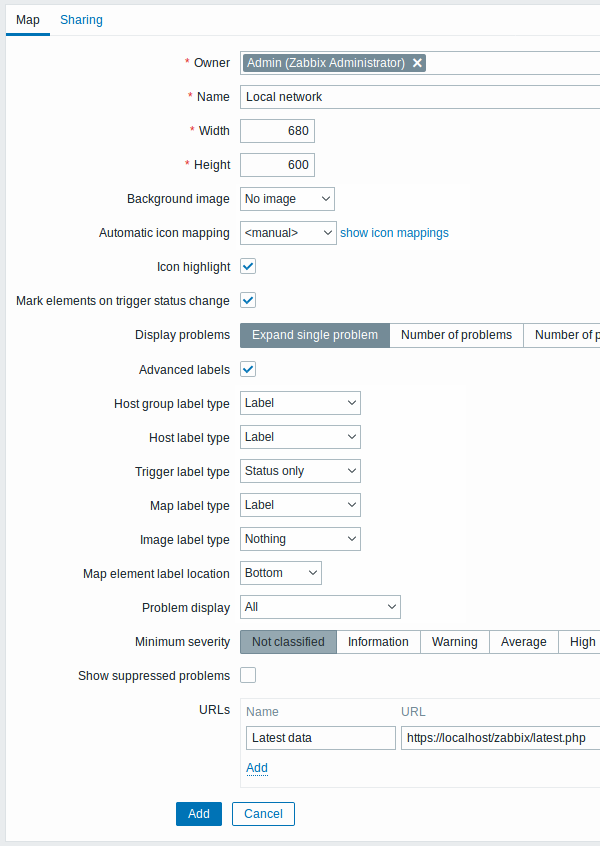 Map Sharing
* Owner Admin (Zabbix Administrator) ×
* Name Local network
* Width 680
* Height 600
Background image No image
Automatic icon mapping <manual> show icon mappings
Icon highlight
Mark elements on trigger status change
Display problems Expand single problem Number of problems Number of p
Advanced labels
Host group label type Label
Host label type Label
Trigger label type Status only
Map label type Label
Image label type Nothing
Map element label location Bottom
Problem display All
Minimum severity Not classified Information Warning Average High
Show suppressed problems
URLs Name URL
Latest data https://localhost/zabbix/latest.php
Add
Add Cancel